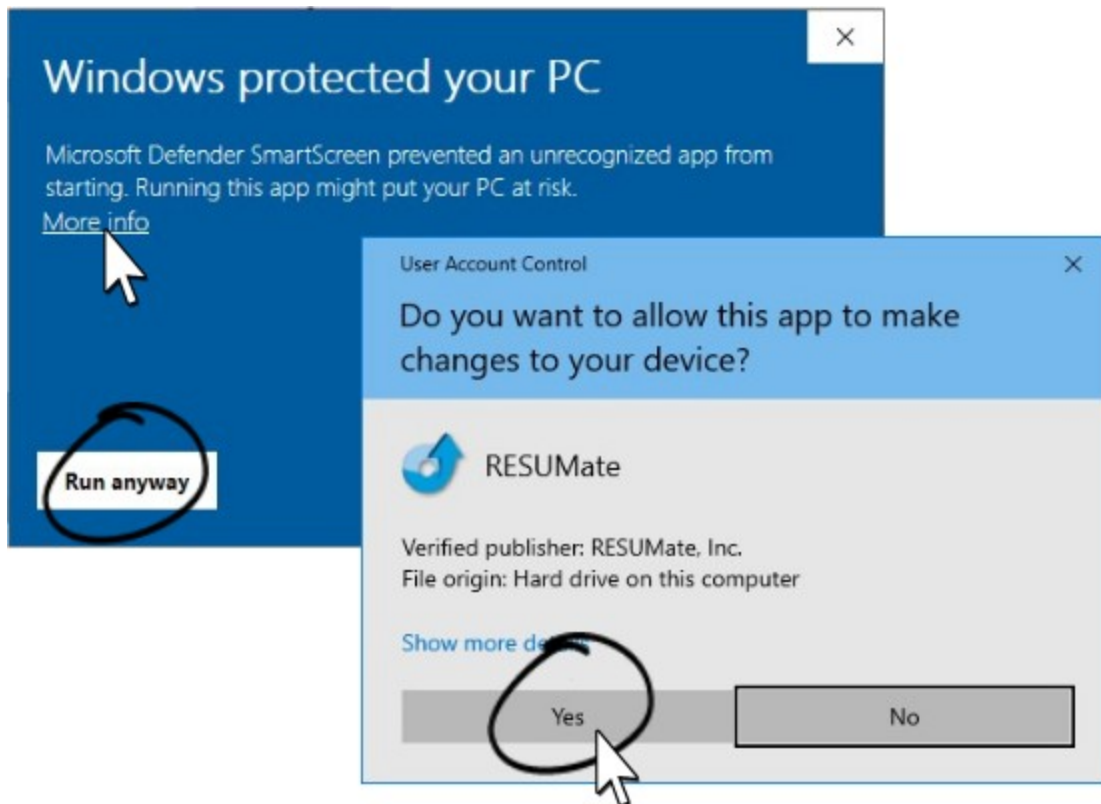 Windows protected your PC
Microsoft Defender SmartScreen prevented an unrecognized app from
starting. Running this app might put your PC at risk.
More info
Run anyway
User Account Control
Do you want to allow this app to make
changes to your device?
RESUMate
Verified publisher: RESUMate, Inc.
File origin: Hard drive on this computer
Show more
Yes
No